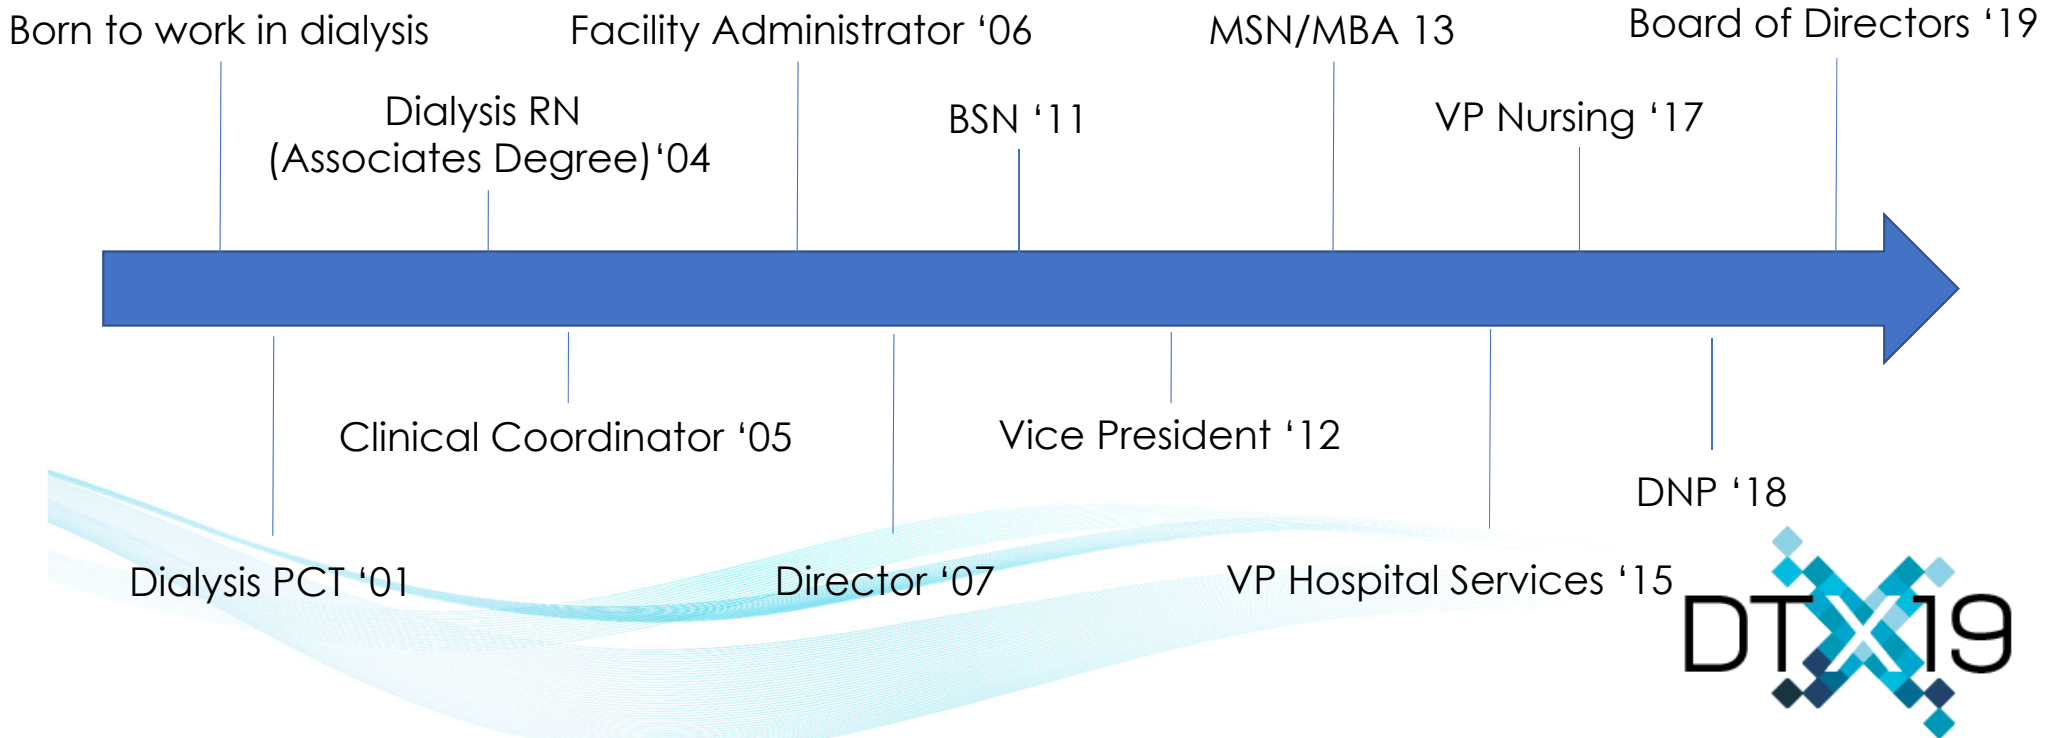 Born to work in dialysis
Facility Administrator ‘06
MSN/MBA 13
Board of Directors ‘19
Dialysis RN
(Associates Degree)‘04
BSN ‘11
VP Nursing ‘17
Clinical Coordinator ‘05
Vice President ‘12
DNP ‘18
Dialysis PCT ‘01
Director ‘07
VP Hospital Services ‘15
DTX19